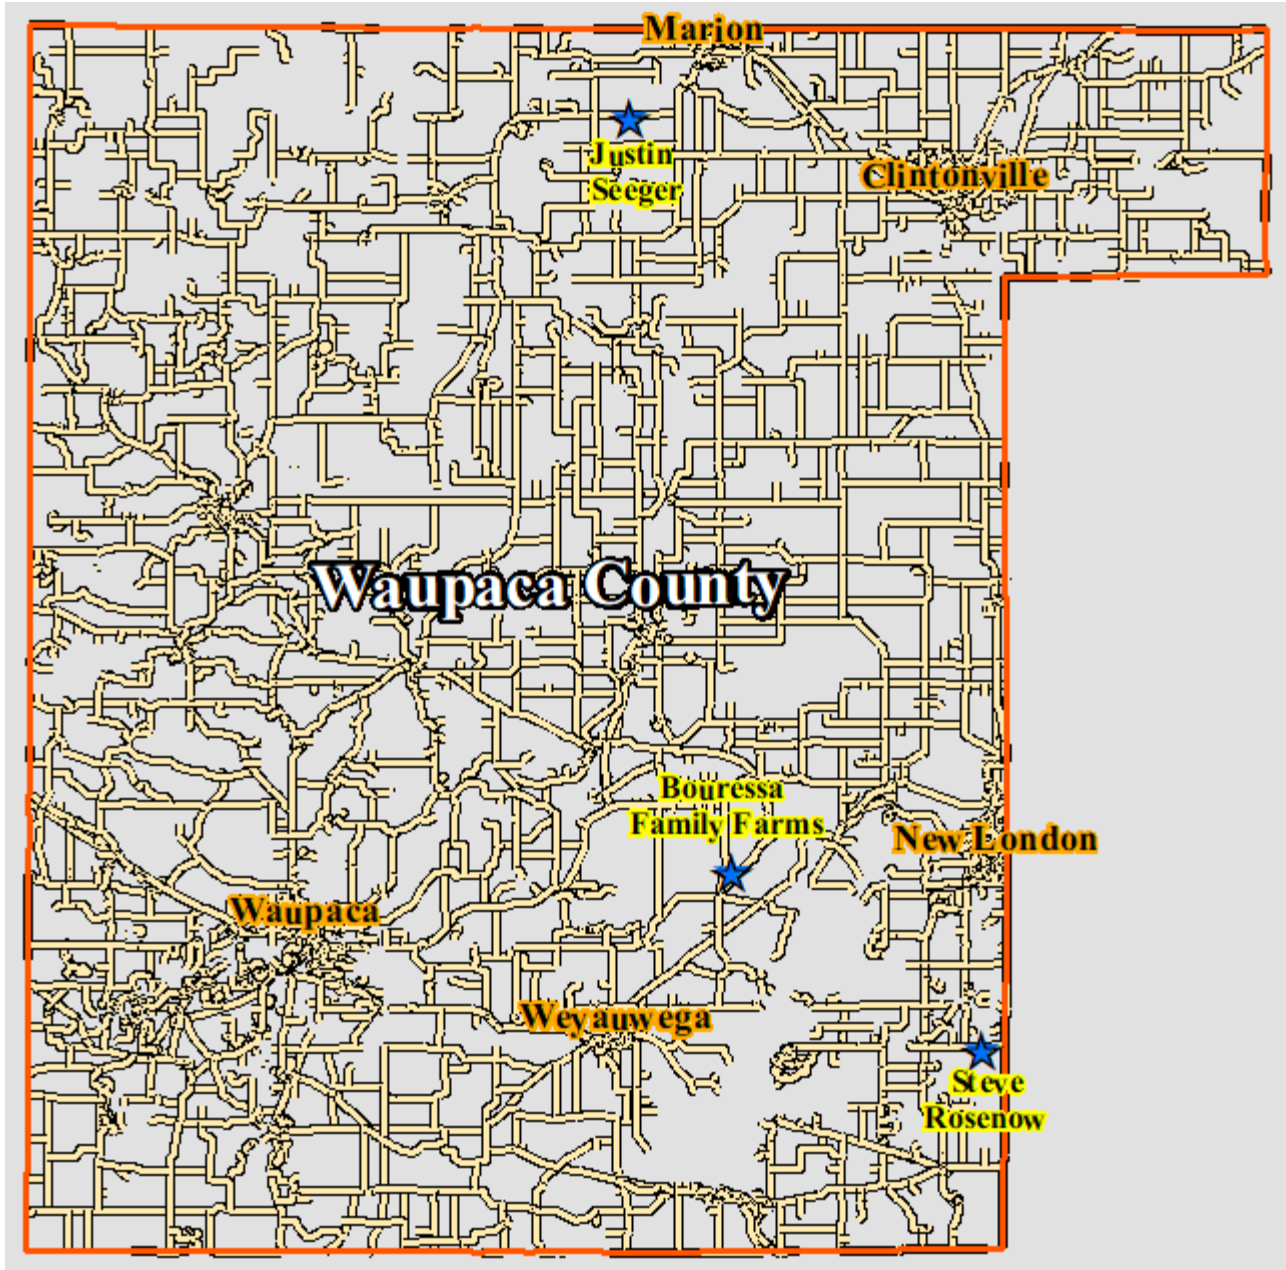 Marion
Justin
Seeger
Clintonville
Waupaca County
Bouressa
Family Farms
New London
Waupaca
Weyauwega
Steve
Rosenow